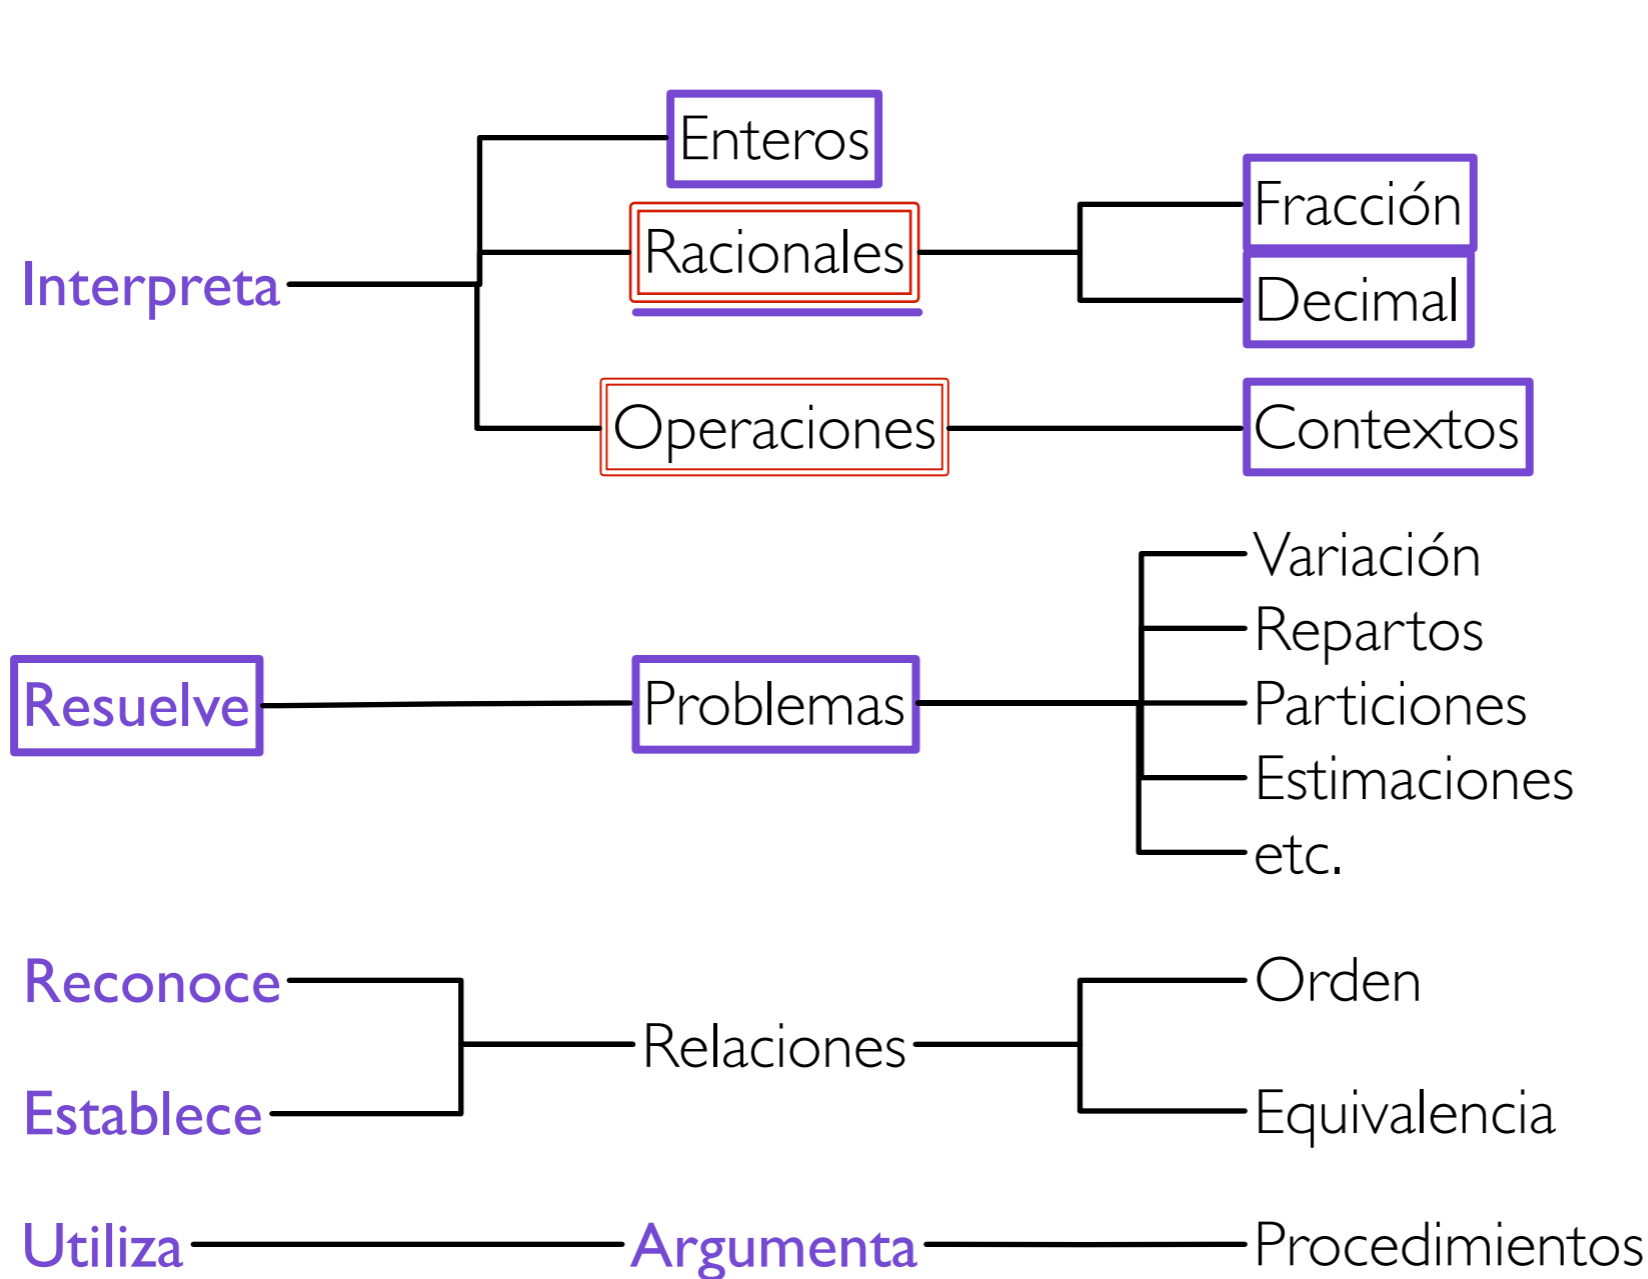 Enteros
Fracción
Racionales
Interpreta
Decimal
Operaciones
Contextos
Variación
Repartos
Resuelve
Problemas
Particiones
Estimaciones
etc.
Reconoce
Orden
Relaciones
Establece
Equivalencia
Utiliza
Argumenta
Procedimientos